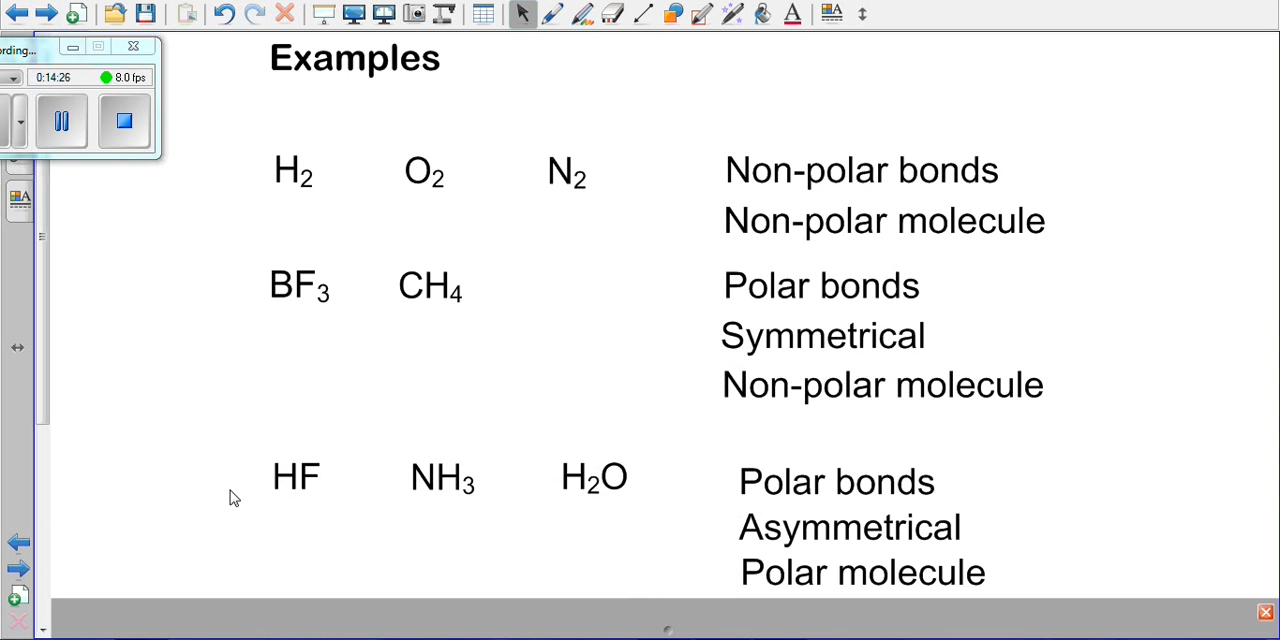 ording...
0:14:26 8.0 fps
Examples
H₂ O₂ N₂ Non-polar bonds
Non-polar molecule
BF₃ CH₄ Polar bonds
Symmetrical
Non-polar molecule
HF NH₃ H₂O Polar bonds
Asymmetrical
Polar molecule